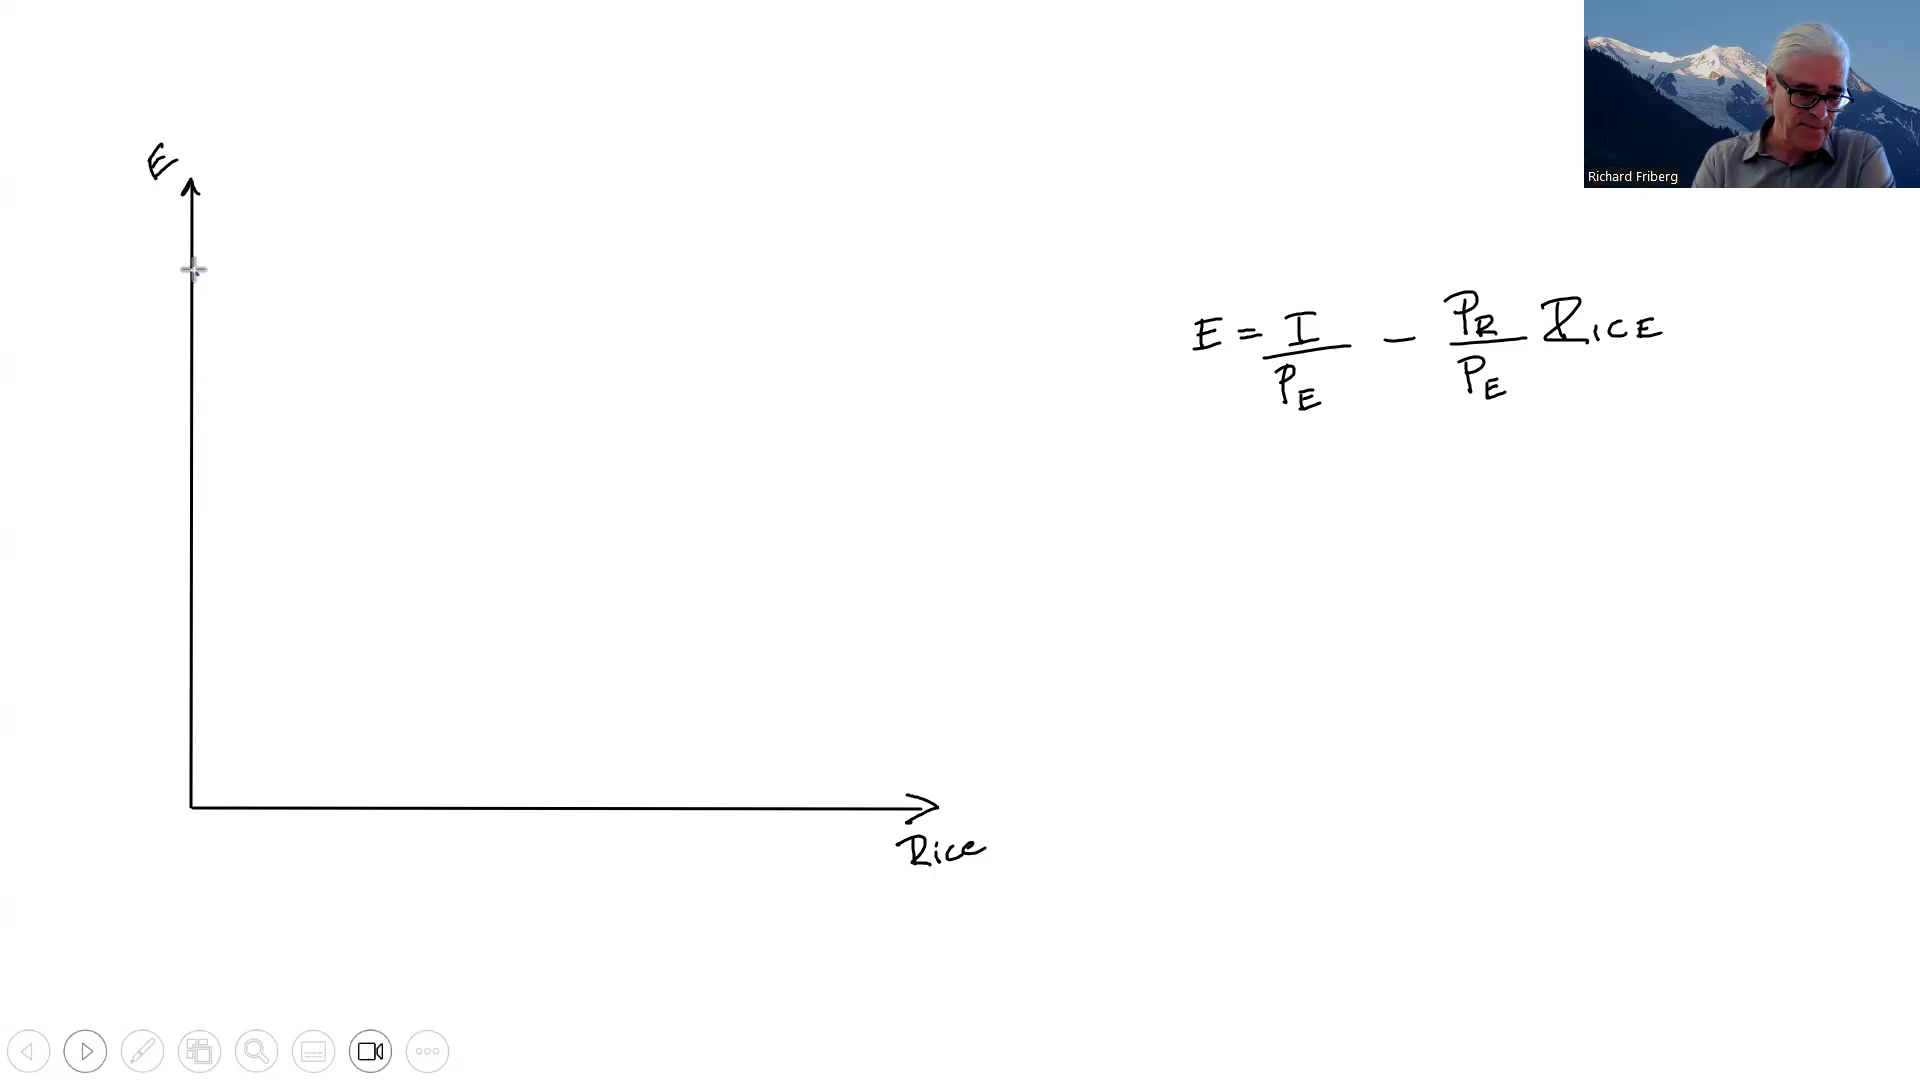 Richard Friberg
E
E = I/P_E − P_R/P_E RICE
Rice